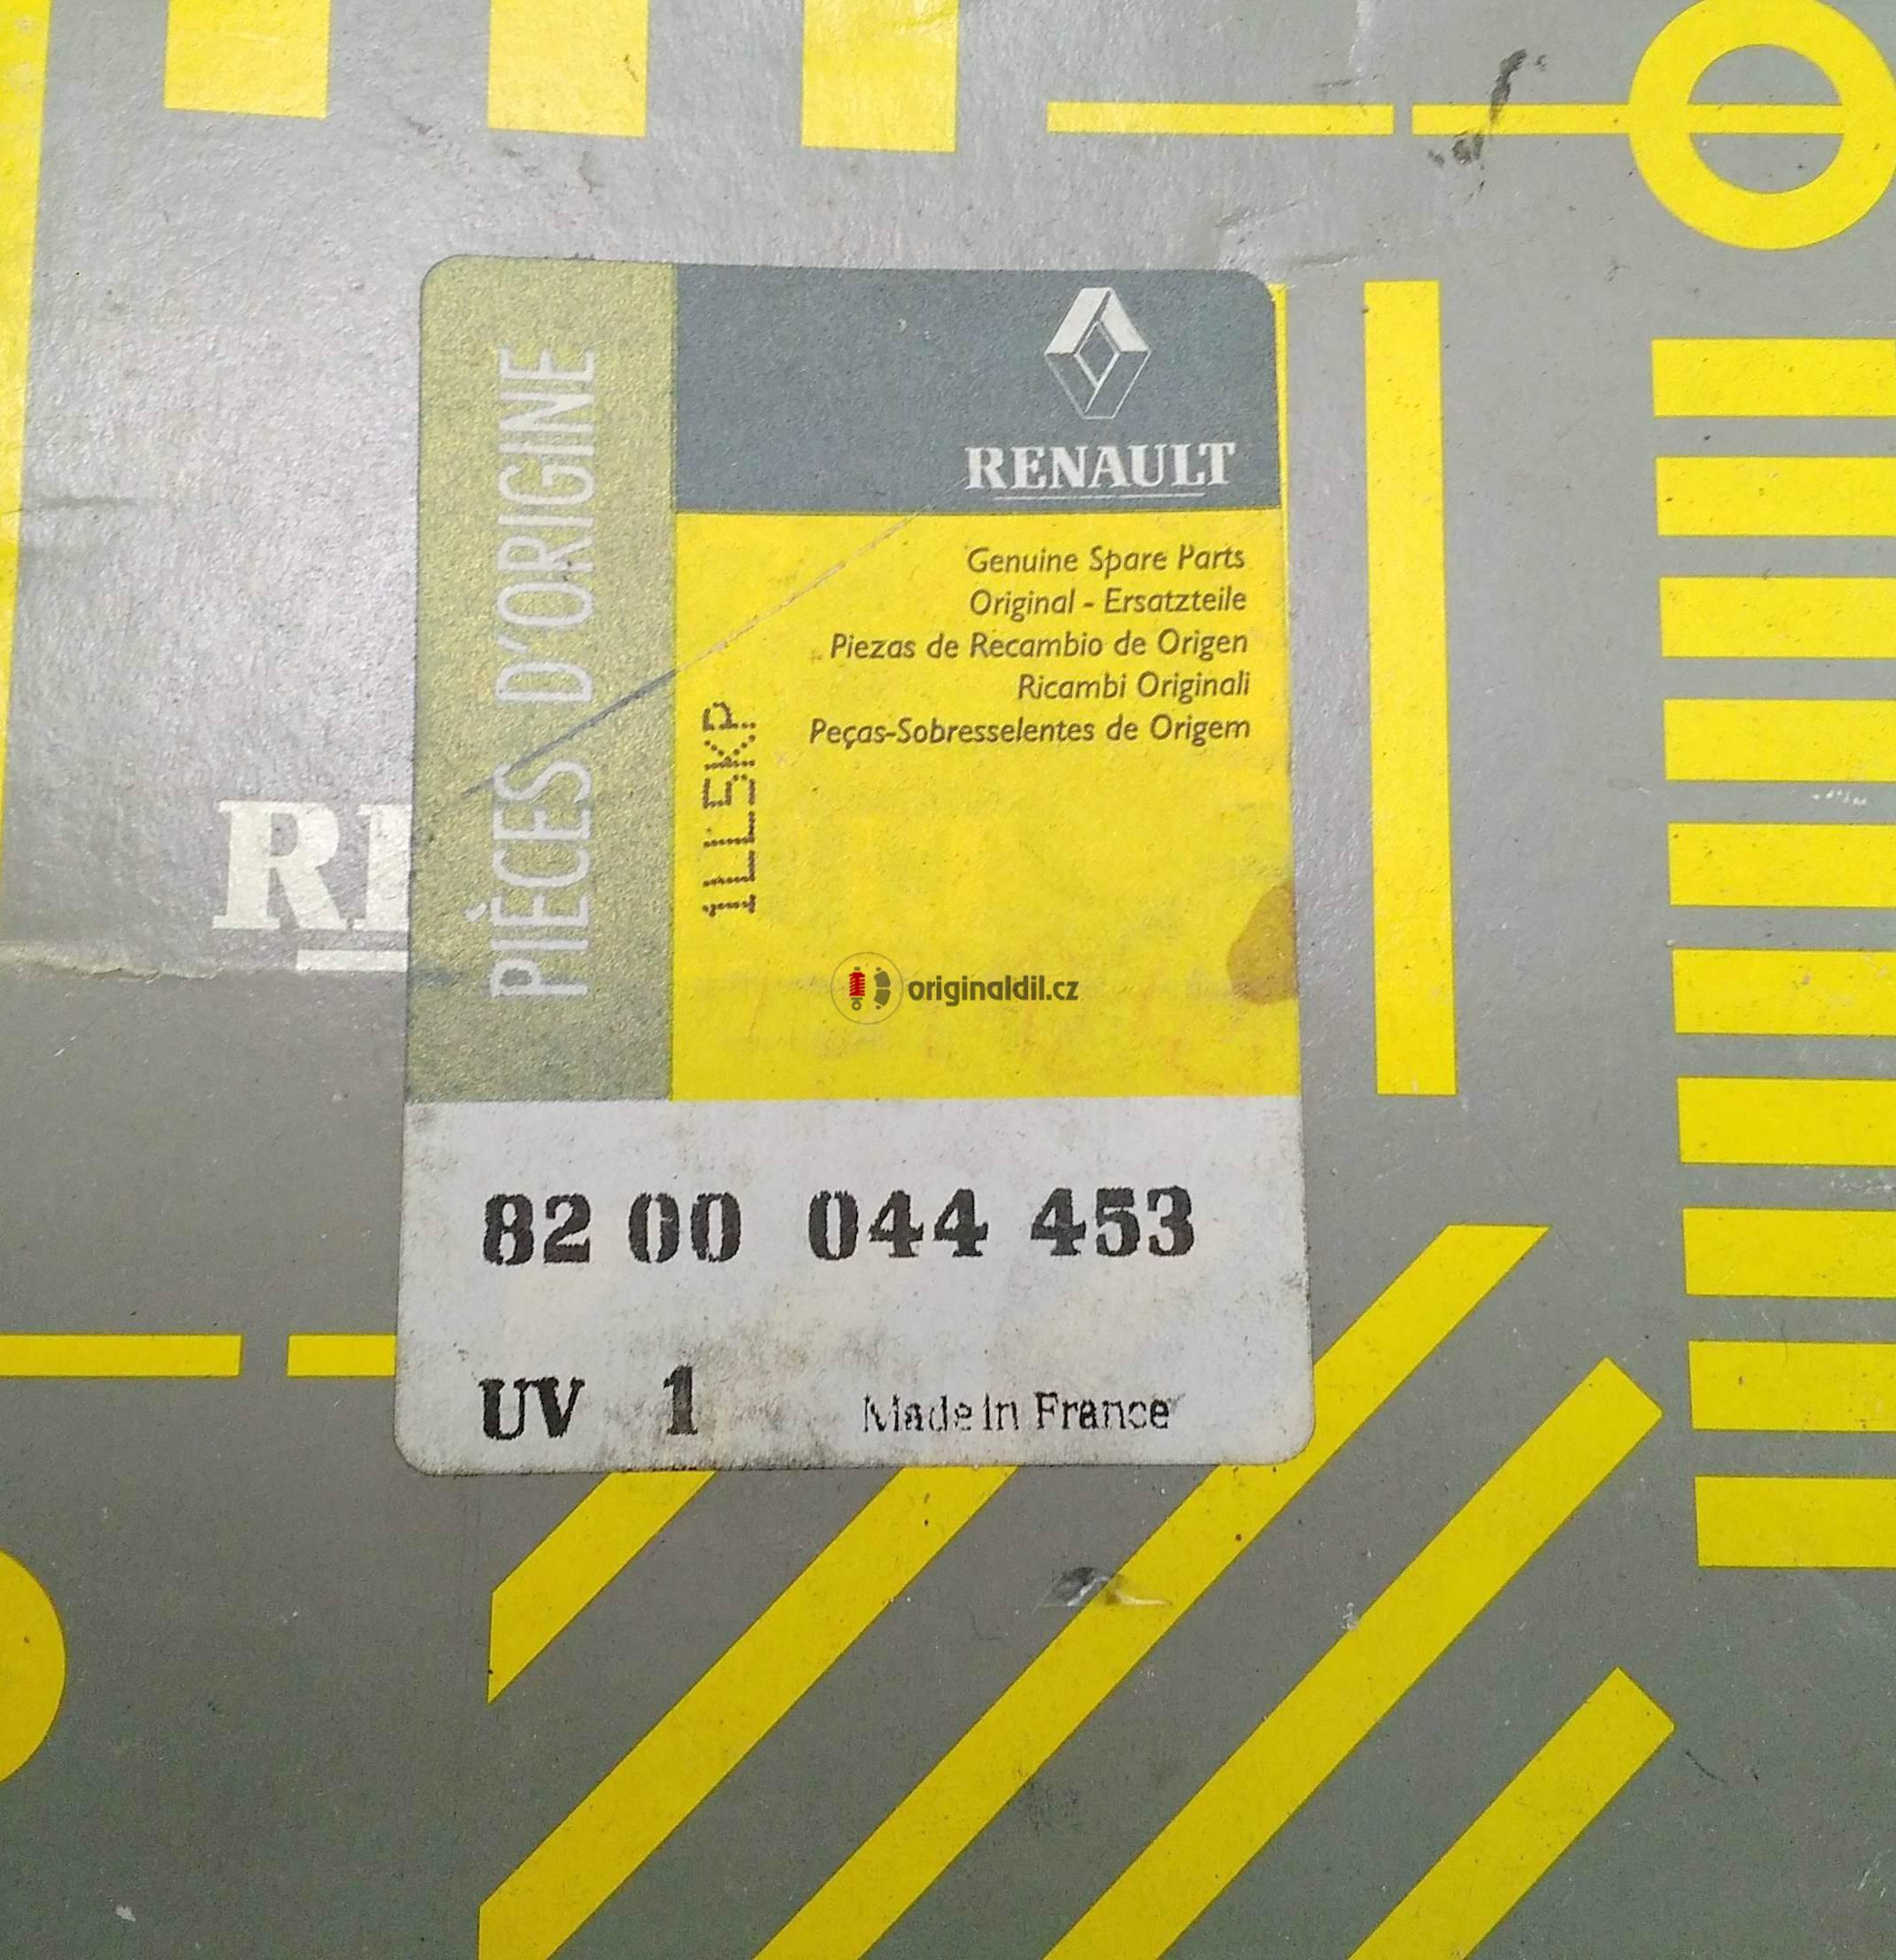 PIÈCES D'ORIGINE
RENAULT
Genuine Spare Parts
Original - Ersatzteile
Piezas de Recambio de Origen
Ricambi Originali
Peças-Sobresselentes de Origem
1LL5KP
RE
originaldil.cz
82 00 044 453
UV 1 Made In France